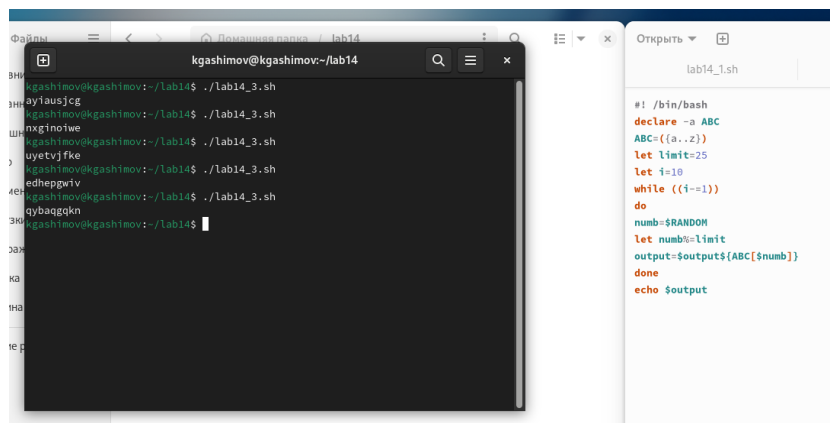 Файлы
Домашняя папка / lab14
Открыть
kgashimov@kgashimov:~/lab14
lab14_1.sh
kgashimov@kgashimov:~/lab14$ ./lab14_3.sh
ayiausjcg
kgashimov@kgashimov:~/lab14$ ./lab14_3.sh
nxginoiwe
kgashimov@kgashimov:~/lab14$ ./lab14_3.sh
uyetvjfke
kgashimov@kgashimov:~/lab14$ ./lab14_3.sh
edhepgwiv
kgashimov@kgashimov:~/lab14$ ./lab14_3.sh
qybaqgqkn
kgashimov@kgashimov:~/lab14$
#! /bin/bash
declare -a ABC
ABC=({a..z})
let limit=25
let i=10
while ((i-=1))
do
numb=$RANDOM
let numb%=limit
output=$output${ABC[$numb]}
done
echo $output